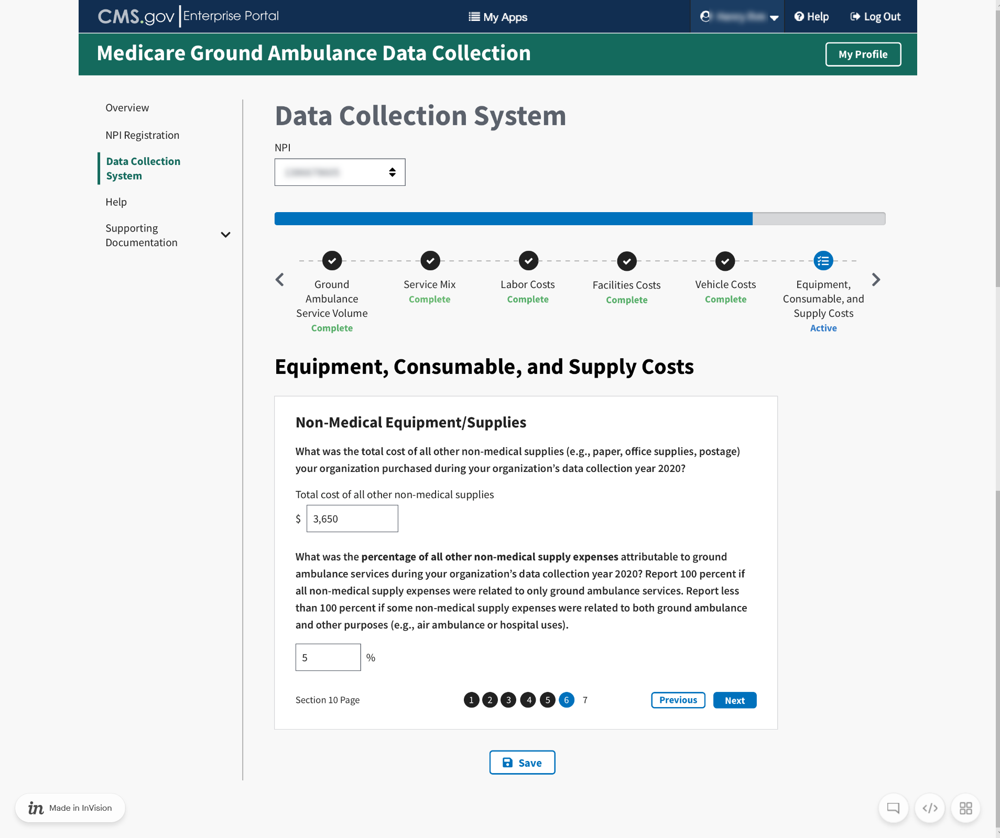 CMS.gov Enterprise Portal
My Apps
Help
Log Out
Medicare Ground Ambulance Data Collection
My Profile
Overview
NPI Registration
Data Collection
System
Help
Supporting
Documentation
Data Collection System
NPI
Ground
Ambulance
Service Volume
Complete
Service Mix
Complete
Labor Costs
Complete
Facilities Costs
Complete
Vehicle Costs
Complete
Equipment,
Consumable, and
Supply Costs
Active
Equipment, Consumable, and Supply Costs
Non-Medical Equipment/Supplies
What was the total cost of all other non-medical supplies (e.g., paper, office supplies, postage)
your organization purchased during your organization’s data collection year 2020?
Total cost of all other non-medical supplies
$ 3,650
What was the percentage of all other non-medical supply expenses attributable to ground
ambulance services during your organization’s data collection year 2020? Report 100 percent if
all non-medical supply expenses were related to only ground ambulance services. Report less
than 100 percent if some non-medical supply expenses were related to both ground ambulance
and other purposes (e.g., air ambulance or hospital uses).
5 %
Section 10 Page 1 2 3 4 5 6 7 Previous Next
Save
in Made in InVision